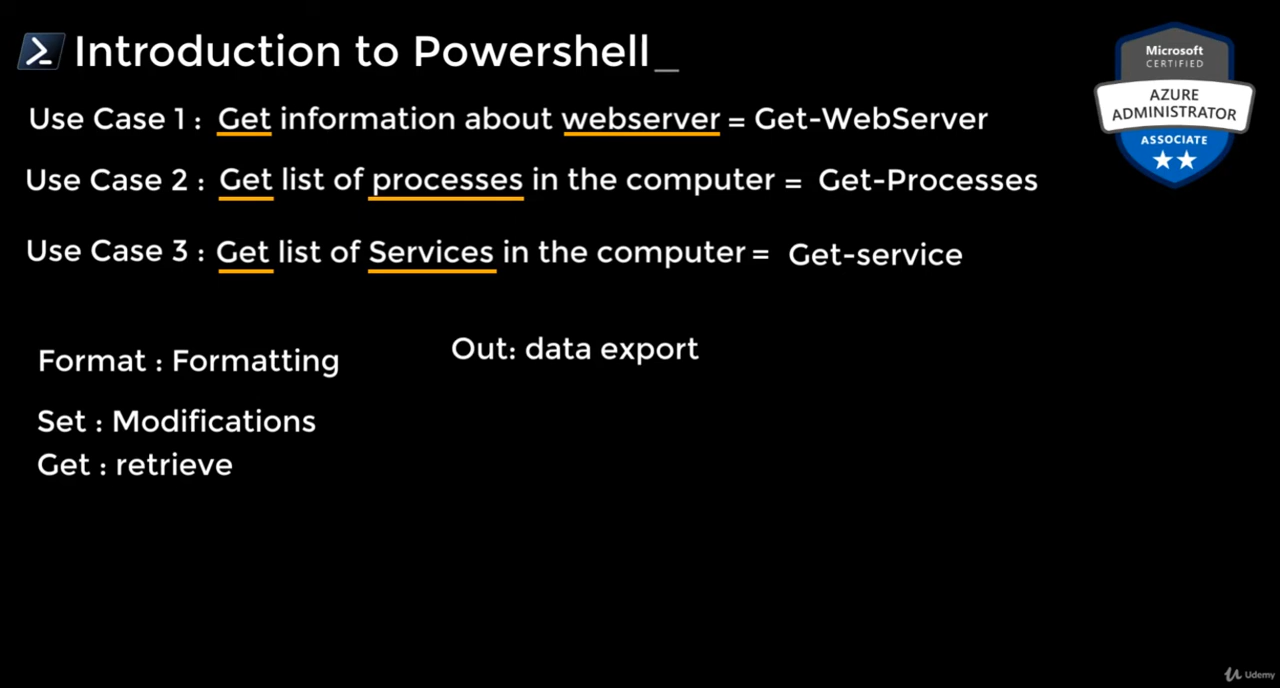 Introduction to Powershell_
Microsoft
CERTIFIED
AZURE
ADMINISTRATOR
ASSOCIATE
Use Case 1 : Get information about webserver = Get-WebServer
Use Case 2 : Get list of processes in the computer = Get-Processes
Use Case 3 : Get list of Services in the computer = Get-service
Format : Formatting
Out: data export
Set : Modifications
Get : retrieve
Udemy